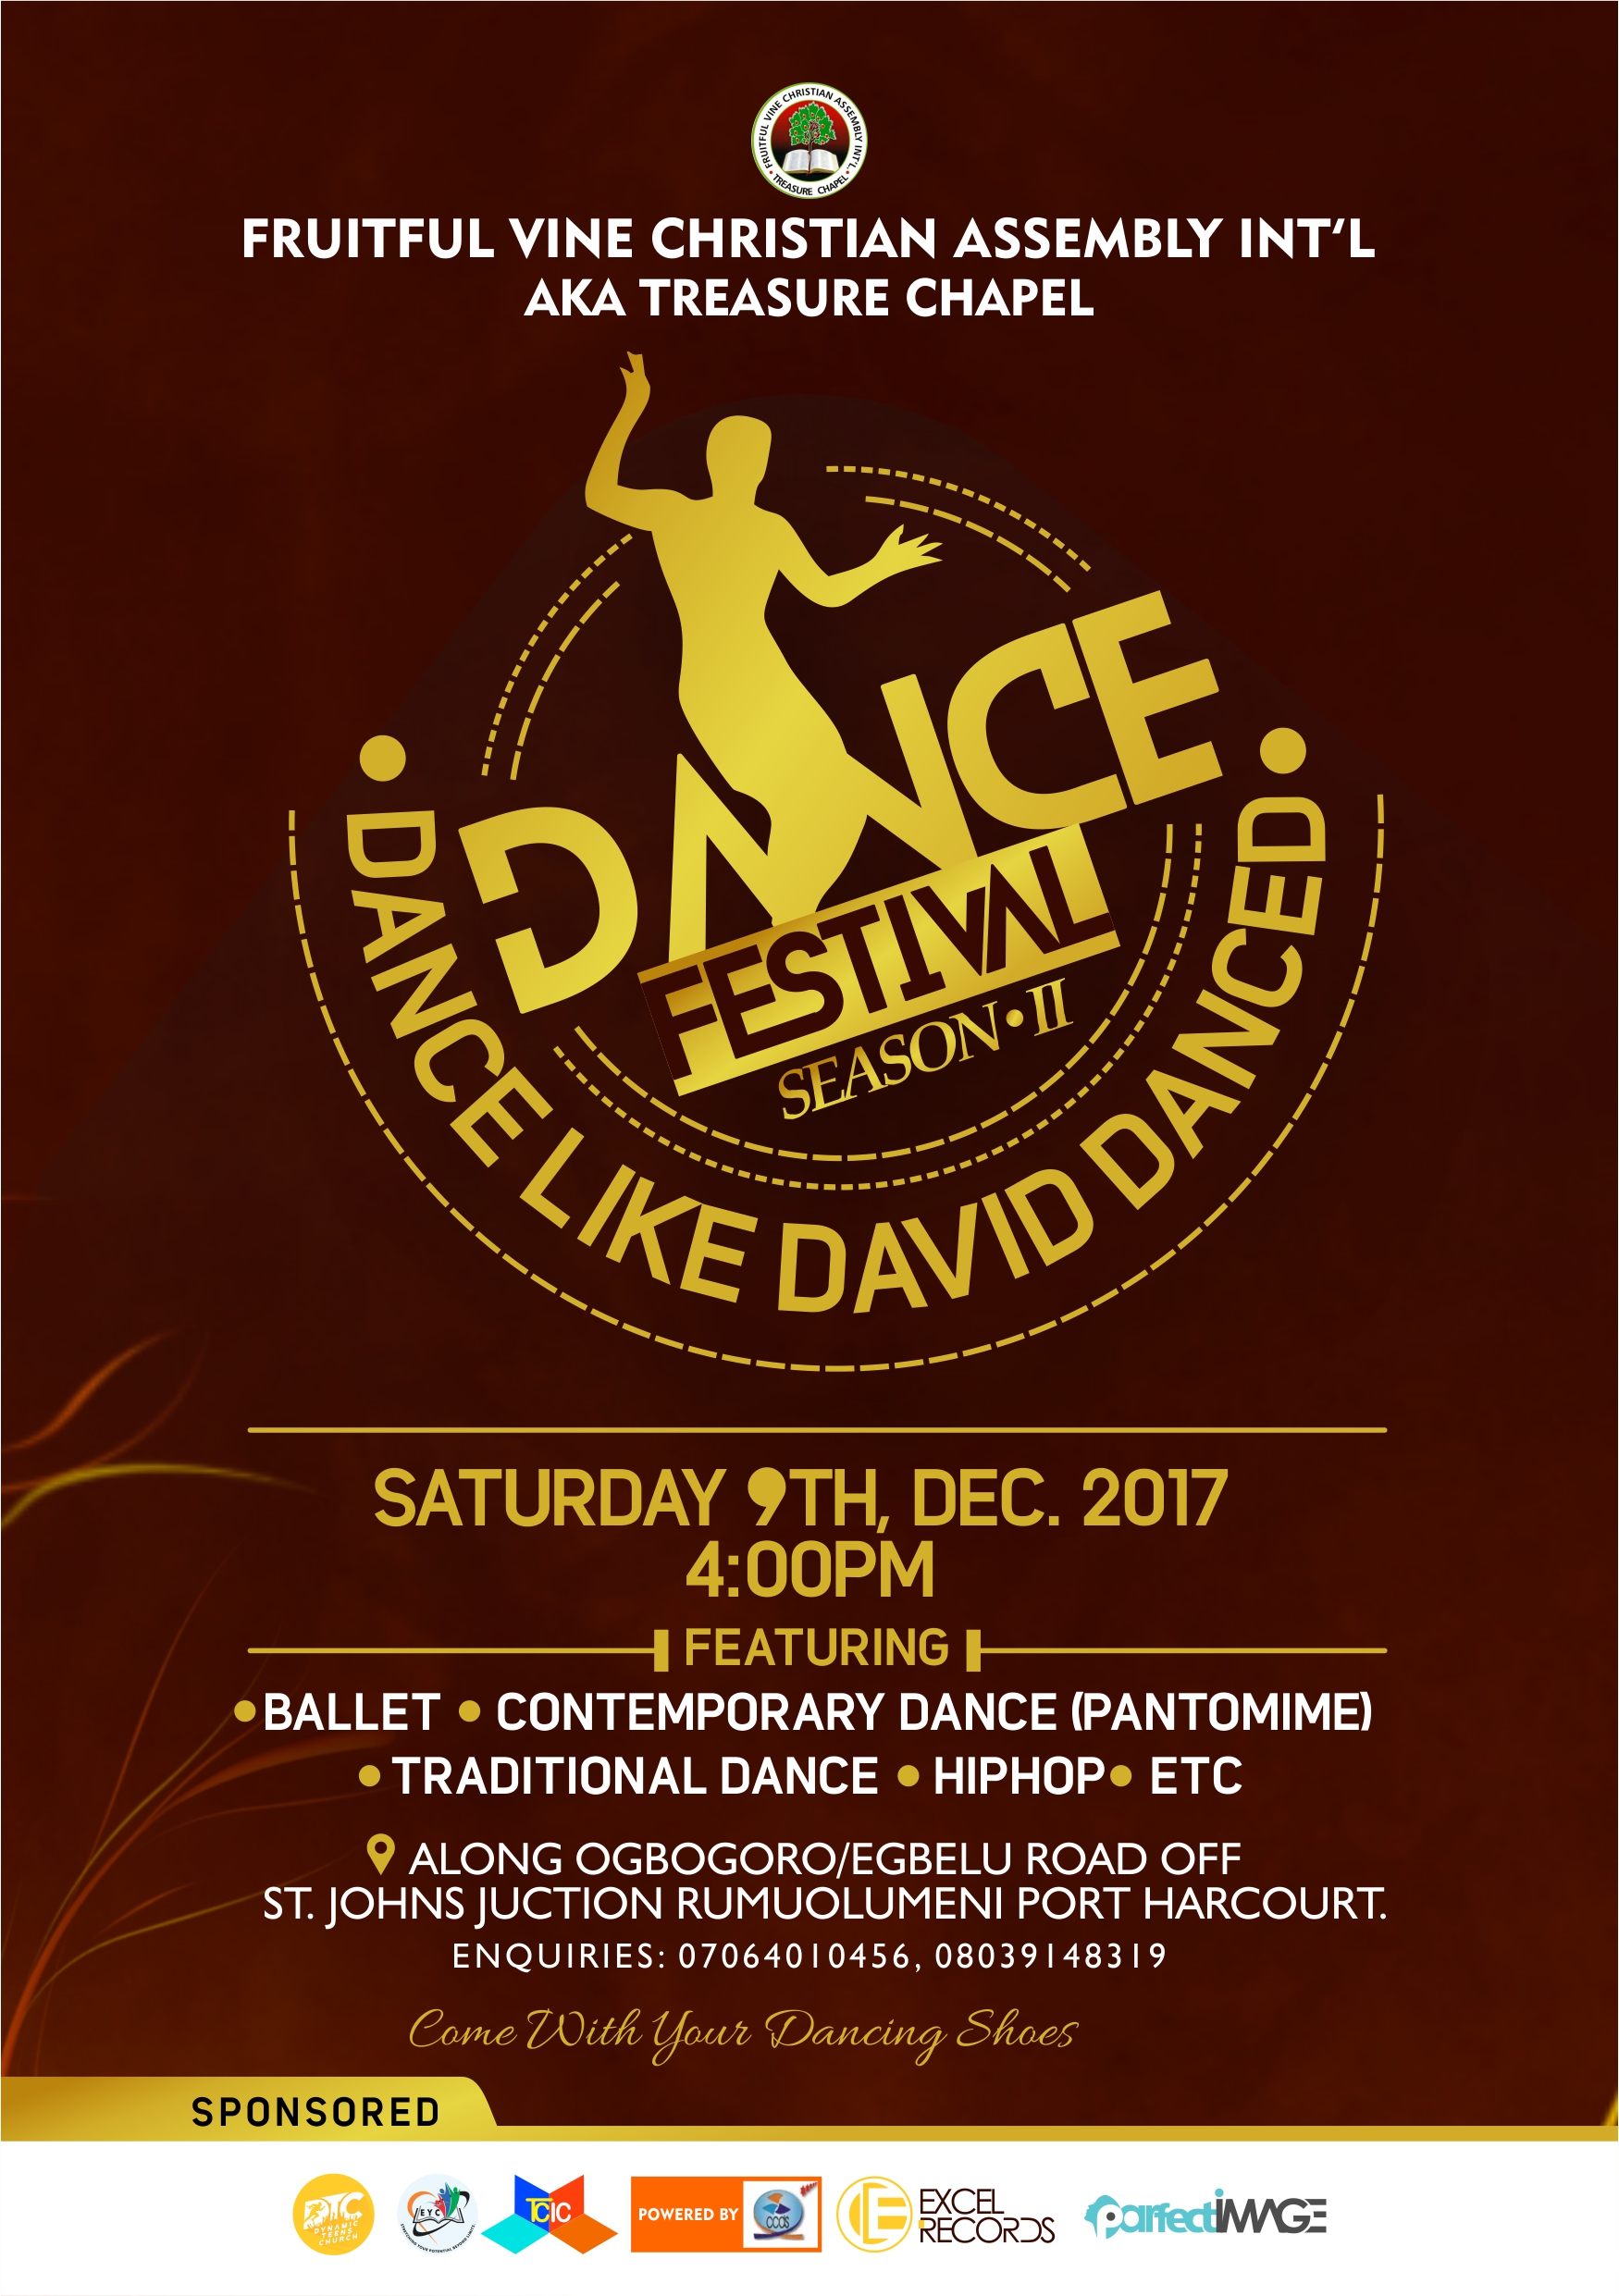 FRUITFUL VINE CHRISTIAN ASSEMBLY INT'L
TREASURE CHAPEL
FRUITFUL VINE CHRISTIAN ASSEMBLY INT'L
AKA TREASURE CHAPEL
DANCE
FESTIVAL
SEASON • II
• DANCE LIKE DAVID DANCED •
SATURDAY 9TH, DEC. 2017
4:00PM
FEATURING
• BALLET • CONTEMPORARY DANCE (PANTOMIME)
• TRADITIONAL DANCE • HIPHOP • ETC
ALONG OGBOGORO/EGBELU ROAD OFF
ST. JOHNS JUCTION RUMUOLUMENI PORT HARCOURT.
ENQUIRIES: 07064010456, 08039148319
Come With Your Dancing Shoes
SPONSORED
DTC
DYNAMIC
TEENS
CHURCH
EYC
TCIC
POWERED BY
EXCEL
RECORDS
parfectiMAGE